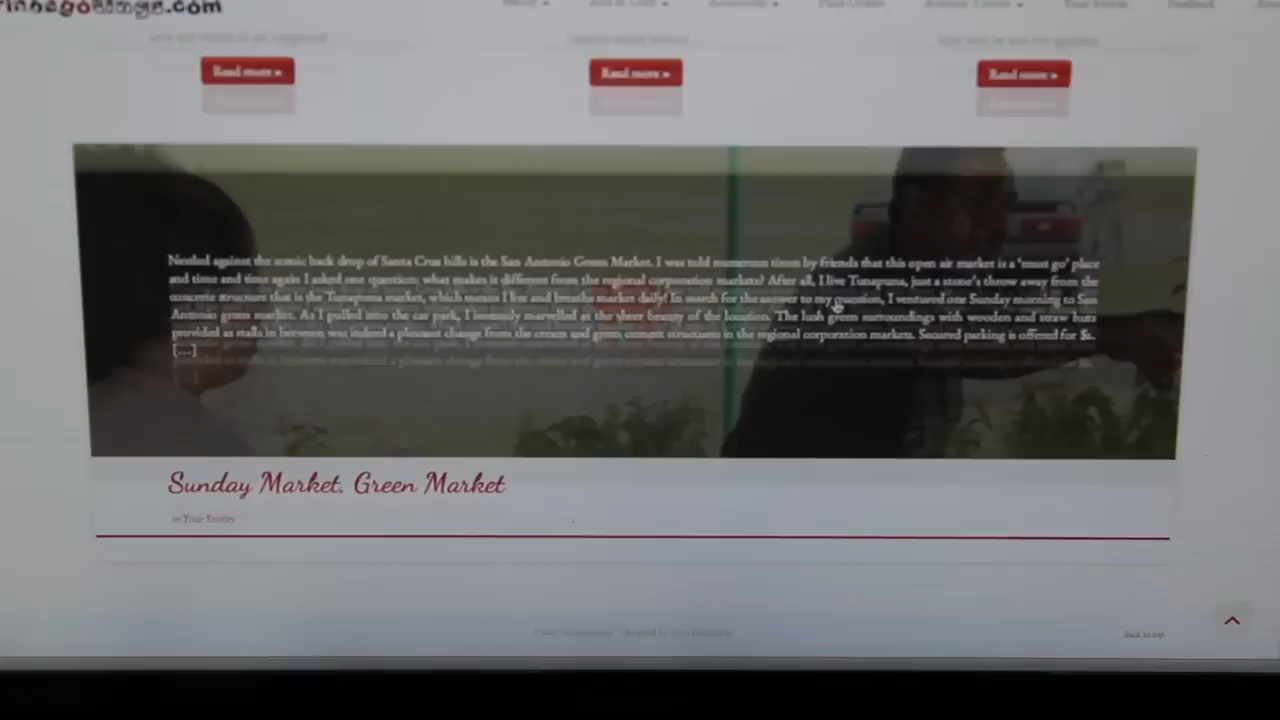 Read more »
Read more »
Read more »
Nestled against the scenic back drop of Santa Cruz hills is the San Antonio Green Market. I was told numerous times by friends that this open air market is a 'must go' place
and time and time again I asked one question, what makes it different from the regional corporation markets? After all, I live Tunapuna, just a stone's throw away from the
concrete structure that is the Tunapuna market, which means I live and breathe market daily! In search for the answer to my question, I ventured one Sunday morning to San
Antonio green market. As I pulled into the car park, I instantly marvelled at the sheer beauty of the location. The lush green surroundings with wooden and straw huts
provided as stalls in between was indeed a pleasant change from the cream and green cement structures in the regional corporation markets. Secured parking is offered for $1.
[...]
Sunday Market, Green Market
in Your Stories
Back to top